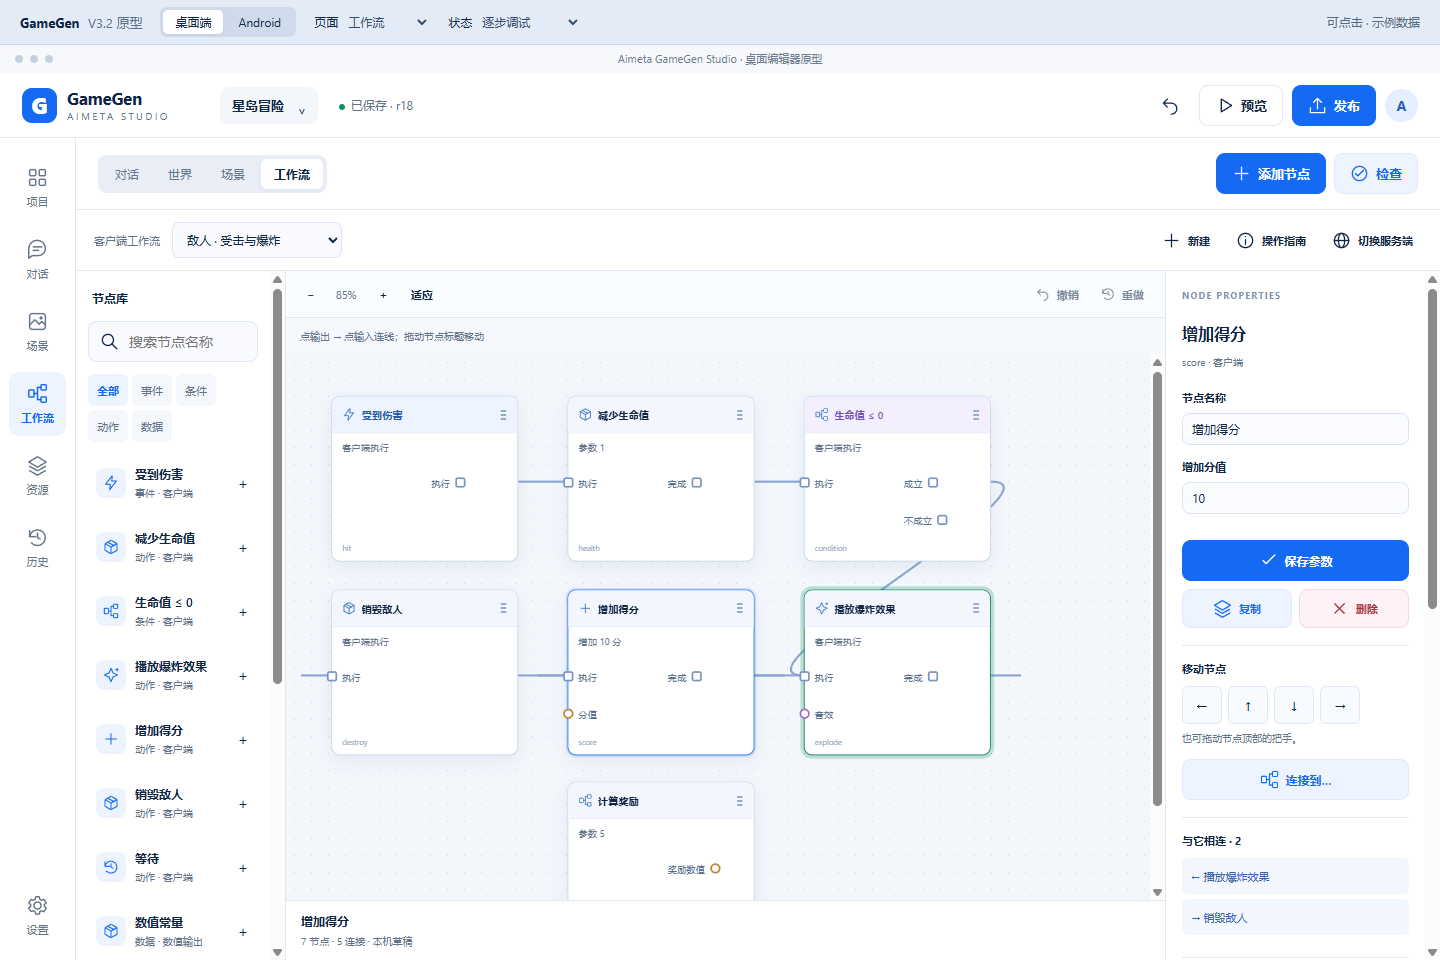 GameGen V3.2 原型 桌面端 Android 页面 工作流 状态 逐步调试 可点击 · 示例数据
Aimeta GameGen Studio · 桌面编辑器原型
G GameGen
AIMETA STUDIO
星岛冒险
已保存 · r18
预览
发布
A
项目
对话
场景
工作流
资源
历史
设置
对话 世界 场景 工作流
添加节点
检查
客户端工作流 敌人 · 受击与爆炸
新建
操作指南
切换服务端
节点库
搜索节点名称
全部 事件 条件
动作 数据
受到伤害
事件 · 客户端
+
减少生命值
动作 · 客户端
+
生命值 ≤ 0
条件 · 客户端
+
播放爆炸效果
动作 · 客户端
+
增加得分
动作 · 客户端
+
销毁敌人
动作 · 客户端
+
等待
动作 · 客户端
+
数值常量
数据 · 数值输出
+
− 85% + 适应
撤销
重做
点输出 → 点输入连线；拖动节点标题移动
受到伤害
客户端执行
执行
hit
减少生命值
参数 1
执行 完成
health
生命值 ≤ 0
客户端执行
执行 成立
不成立
condition
销毁敌人
客户端执行
执行
destroy
增加得分
增加 10 分
执行 完成
分值
score
播放爆炸效果
客户端执行
执行 完成
音效
explode
计算奖励
参数 5
奖励数值
增加得分
7 节点 · 5 连接 · 本机草稿
NODE PROPERTIES
增加得分
score · 客户端
节点名称
增加得分
增加分值
10
保存参数
复制
删除
移动节点
← ↑ ↓ →
也可拖动节点顶部的把手。
连接到...
与它相连 · 2
← 播放爆炸效果
→ 销毁敌人